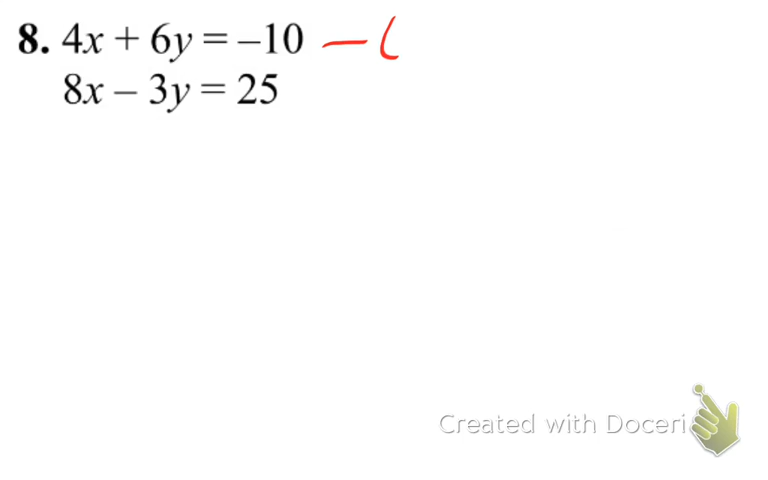 8. 4x + 6y = –10 — (
8x – 3y = 25
Created with Doceri